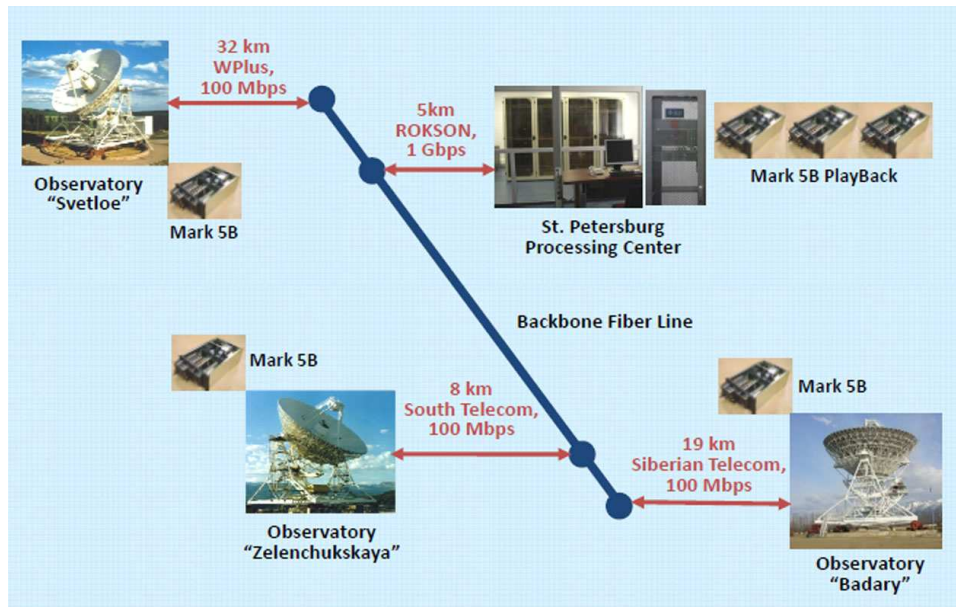 32 km
WPlus,
100 Mbps
5km
ROKSON,
1 Gbps
Observatory
“Svetloe”
Mark 5B
St. Petersburg
Processing Center
Mark 5B PlayBack
Backbone Fiber Line
Mark 5B
8 km
South Telecom,
100 Mbps
Mark 5B
19 km
Siberian Telecom,
100 Mbps
Observatory
“Zelenchukskaya”
Observatory
“Badary”